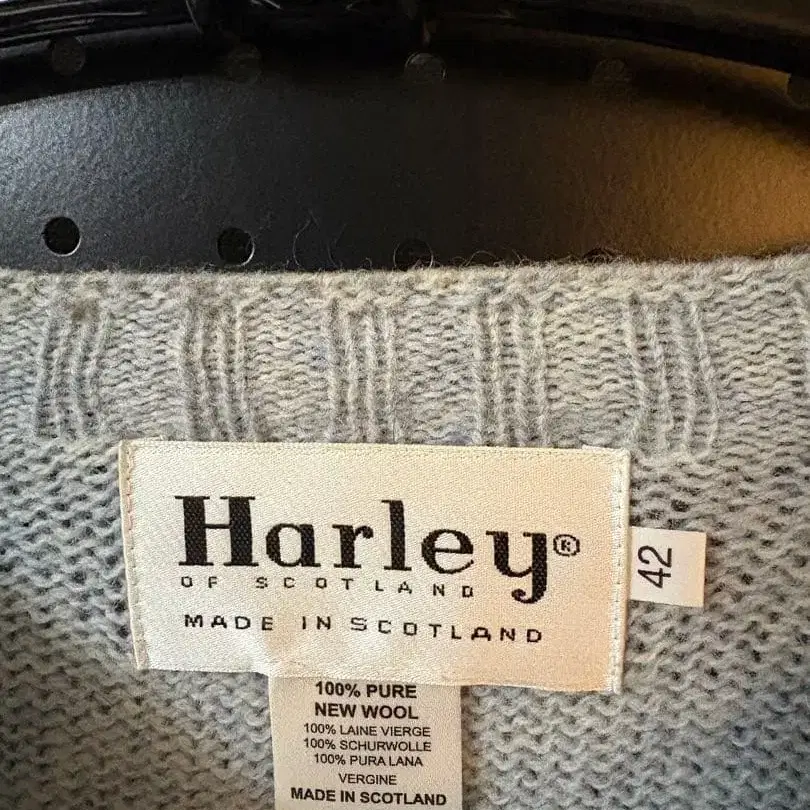 Harley®
OF SCOTLAND
MADE IN SCOTLAND
42
100% PURE
NEW WOOL
100% LAINE VIERGE
100% SCHURWOLLE
100% PURA LANA
VERGINE
MADE IN SCOTLAND